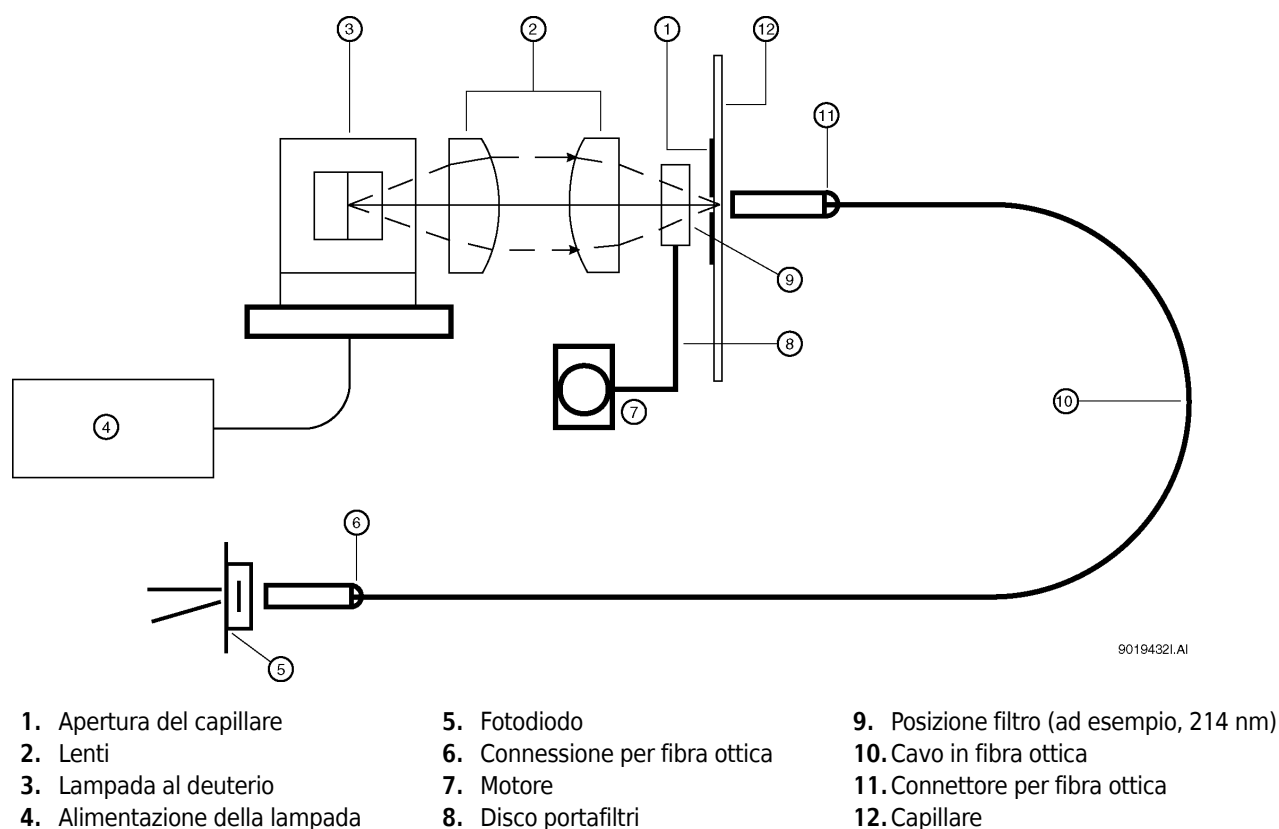 3
2
1
12
11
9
8
7
10
4
6
5
9019432I.AI
1. Apertura del capillare
2. Lenti
3. Lampada al deuterio
4. Alimentazione della lampada
5. Fotodiodo
6. Connessione per fibra ottica
7. Motore
8. Disco portafiltri
9. Posizione filtro (ad esempio, 214 nm)
10. Cavo in fibra ottica
11. Connettore per fibra ottica
12. Capillare